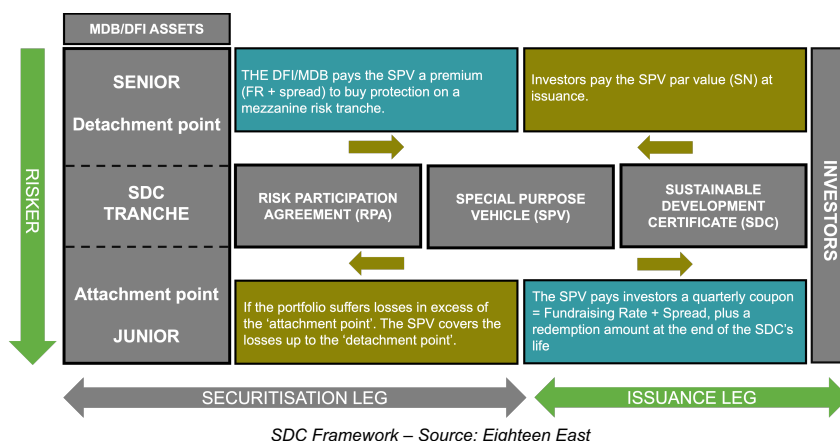 MDB/DFI ASSETS
RISKER
SENIOR
Detachment point
SDC
TRANCHE
Attachment point
JUNIOR
THE DFI/MDB pays the SPV a premium
(FR + spread) to buy protection on a
mezzanine risk tranche.
Investors pay the SPV par value (SN) at
issuance.
RISK PARTICIPATION
AGREEMENT (RPA)
SPECIAL PURPOSE
VEHICLE (SPV)
SUSTAINABLE
DEVELOPMENT
CERTIFICATE (SDC)
If the portfolio suffers losses in excess of
the ‘attachment point’. The SPV covers the
losses up to the ‘detachment point’.
The SPV pays investors a quarterly coupon
= Fundraising Rate + Spread, plus a
redemption amount at the end of the SDC’s
life
INVESTORS
SECURITISATION LEG
ISSUANCE LEG
SDC Framework – Source: Eighteen East